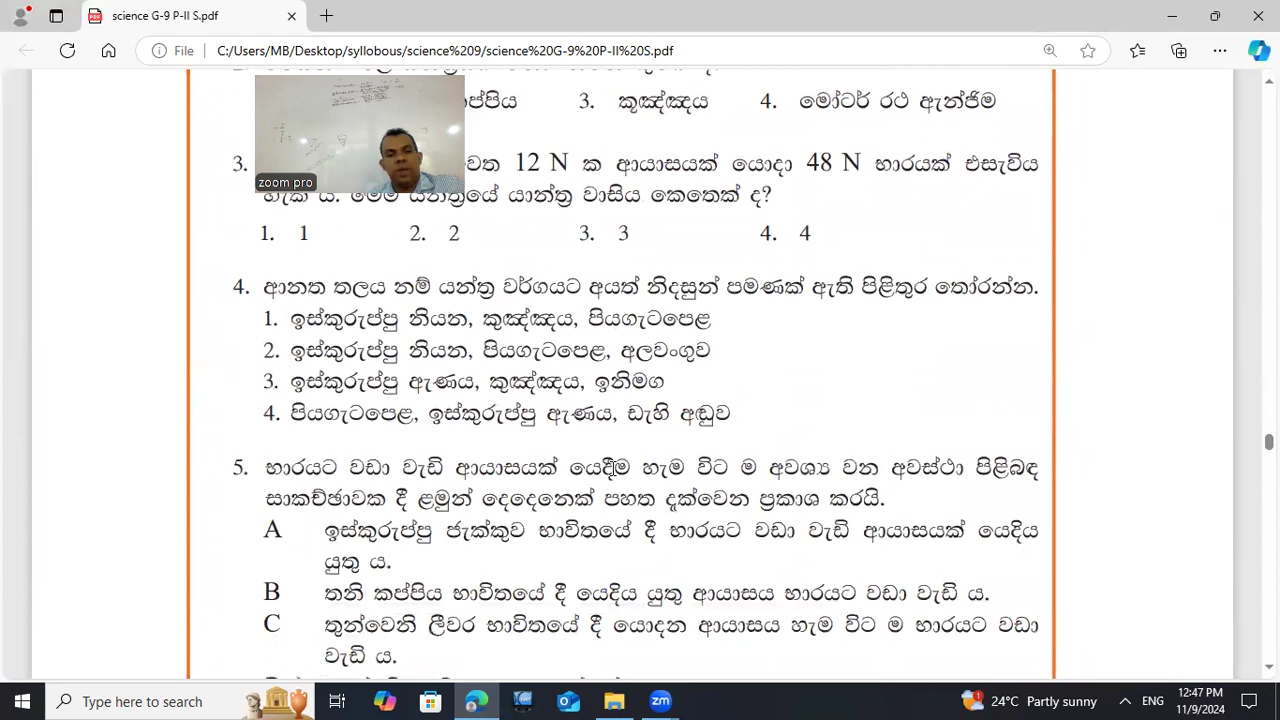 science G-9 P-II S.pdf
File C:/Users/MB/Desktop/syllobous/science%209/science%20G-9%20P-II%20S.pdf
3. කූඤ්ඤය 4. මෝටර් රථ ඇන්ජිම
zoom pro
3. 12 N ක ආයාසයක් යොදා 48 N භාරයක් එසැවිය
හැකි ය. මෙම යන්ත්‍රයේ යාන්ත්‍ර වාසිය කෙතෙක් ද?
1. 1 2. 2 3. 3 4. 4
4. ආනත තලය නම් යන්ත්‍ර වර්ගයට අයත් නිදසුන් පමණක් ඇති පිළිතුර තෝරන්න.
1. ඉස්කුරුප්පු නියන, කුඤ්ඤය, පියගැටපෙළ
2. ඉස්කුරුප්පු නියන, පියගැටපෙළ, අලවංගුව
3. ඉස්කුරුප්පු ඇණය, කුඤ්ඤය, ඉනිමග
4. පියගැටපෙළ, ඉස්කුරුප්පු ඇණය, ඩැහි අඬුව
5. භාරයට වඩා වැඩි ආයාසයක් යෙදීම හැම විට ම අවශ්‍ය වන අවස්ථා පිළිබඳ
සාකච්ඡාවක දී ළමුන් දෙදෙනෙක් පහත දැක්වෙන ප්‍රකාශ කරයි.
A ඉස්කුරුප්පු ජැක්කුව භාවිතයේ දී භාරයට වඩා වැඩි ආයාසයක් යෙදිය
යුතු ය.
B තනි කප්පිය භාවිතයේ දී යෙදිය යුතු ආයාසය භාරයට වඩා වැඩි ය.
C තුන්වෙනි ලීවර භාවිතයේ දී යොදන ආයාසය හැම විට ම භාරයට වඩා
වැඩි ය.
Type here to search
24°C Partly sunny ENG 12:47 PM
11/9/2024